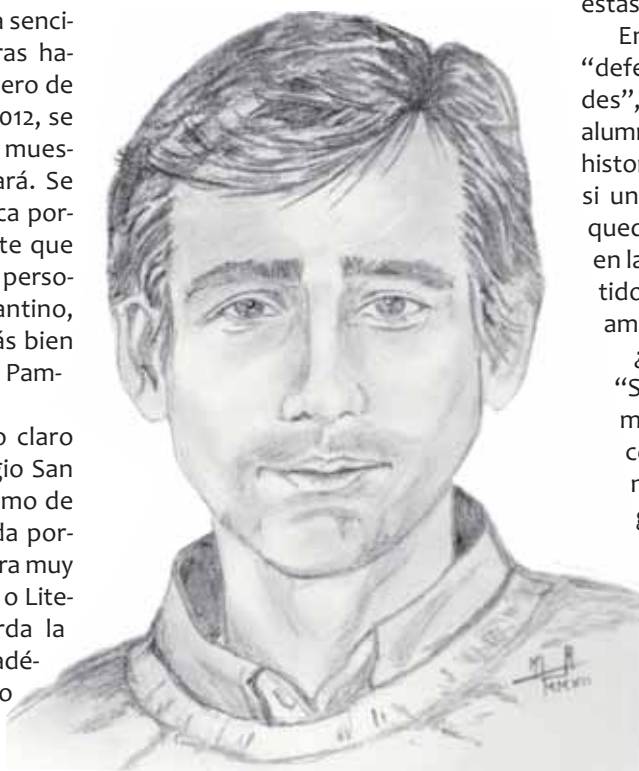 a senci-
ras ha-
ero de
012, se
mues-
ará. Se
ca por-
te que
perso-
antino,
ás bien
Pam-
o claro
gio San
mo de
da por-
ra muy
o Lite-
rda la
adé-
o
estas
En
“defe
des”,
alumn
histor
si un
qued
en la
tido
am
¿
“S
m
c
n
g
M A